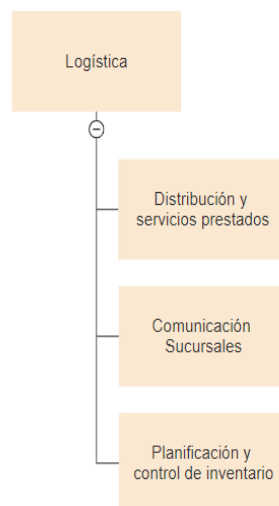 Logística
Distribución y
servicios prestados
Comunicación
Sucursales
Planificación y
control de inventario